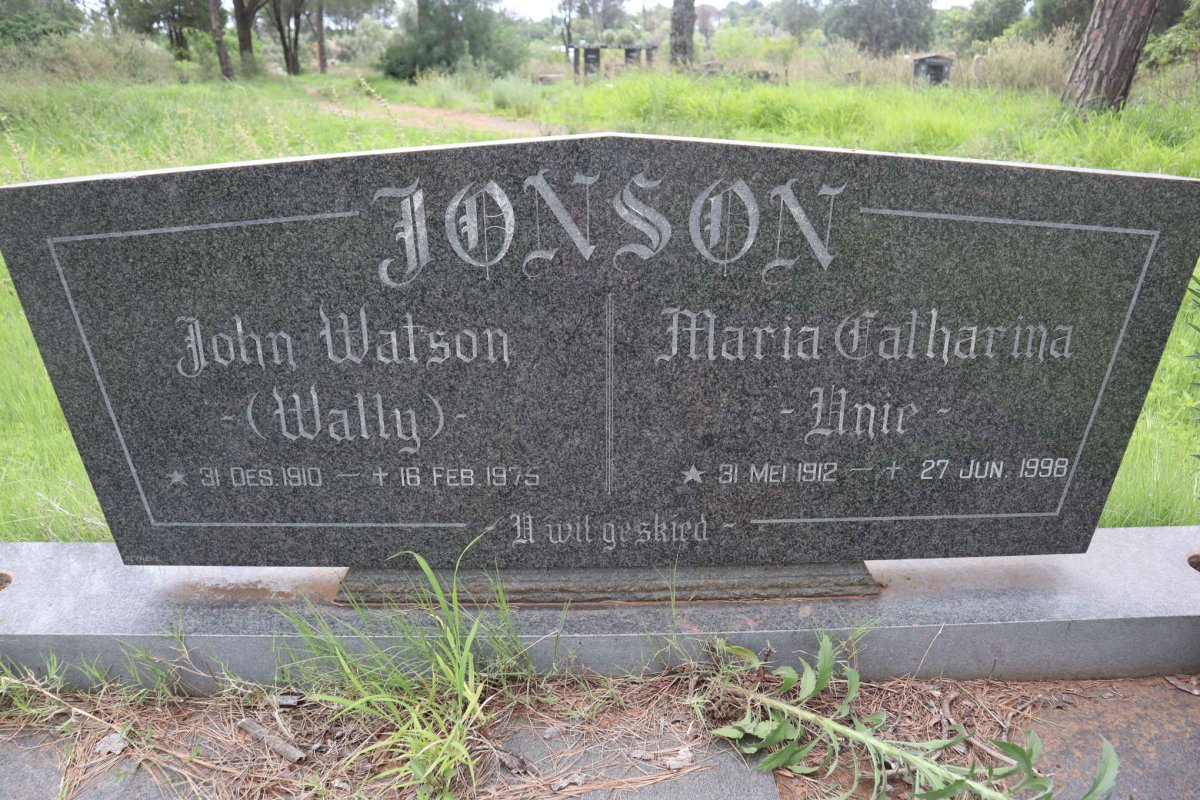 JONSON
John Watson
- (Wally) -
★ 31 DES. 1910 — + 16 FEB. 1975
Maria Catharina
- Unie -
★ 31 MEI 1912 — + 27 JUN. 1998
U wil geskied -